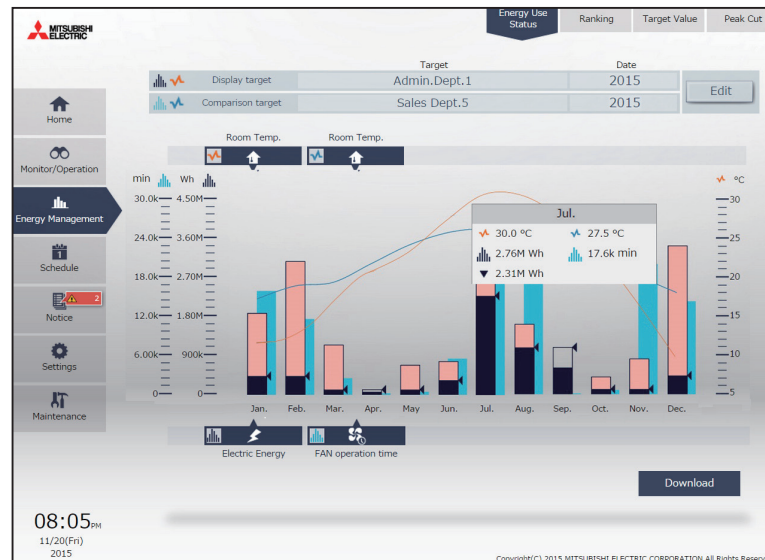 MITSUBISHI
ELECTRIC
Energy Use
Status
Ranking
Target Value
Peak Cut
Target
Date
Display target
Admin.Dept.1
2015
Comparison target
Sales Dept.5
2015
Edit
Home
Monitor/Operation
Energy Management
1
Schedule
2
Notice
Settings
Maintenance
Room Temp.
Room Temp.
min
Wh
°C
30.0k
4.50M
30
24.0k
3.60M
25
18.0k
2.70M
20
12.0k
1.80M
15
6.00k
900k
10
0
0
5
Jul.
30.0 °C
27.5 °C
2.76M Wh
17.6k min
2.31M Wh
Jan.
Feb.
Mar.
Apr.
May
Jun.
Jul.
Aug.
Sep.
Oct.
Nov.
Dec.
Electric Energy
FAN operation time
Download
08:05PM
11/20(Fri)
2015
Copyright(C) 2015 MITSUBISHI ELECTRIC CORPORATION All Rights Reserv